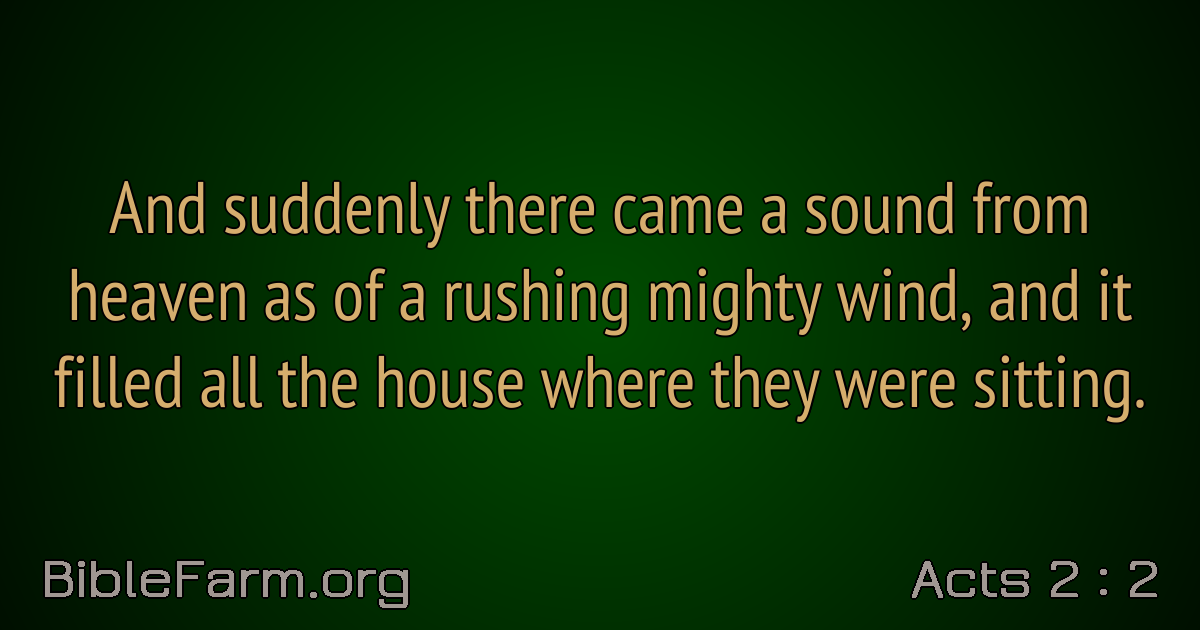 And suddenly there came a sound from
heaven as of a rushing mighty wind, and it
filled all the house where they were sitting.
BibleFarm.org
Acts 2 : 2